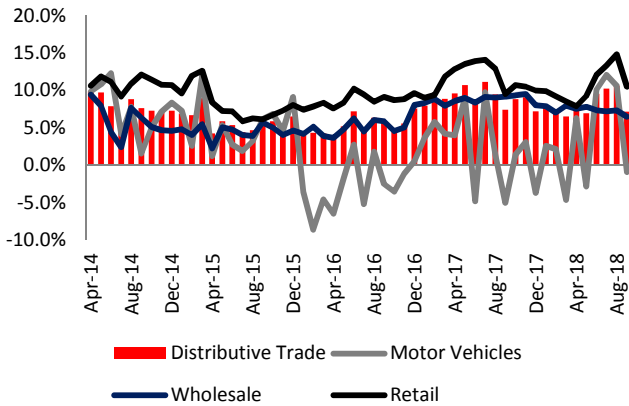 20.0%
15.0%
10.0%
5.0%
0.0%
-5.0%
-10.0%
Apr-14
Aug-14
Dec-14
Apr-15
Aug-15
Dec-15
Apr-16
Aug-16
Dec-16
Apr-17
Aug-17
Dec-17
Apr-18
Aug-18
Distributive Trade
Motor Vehicles
Wholesale
Retail